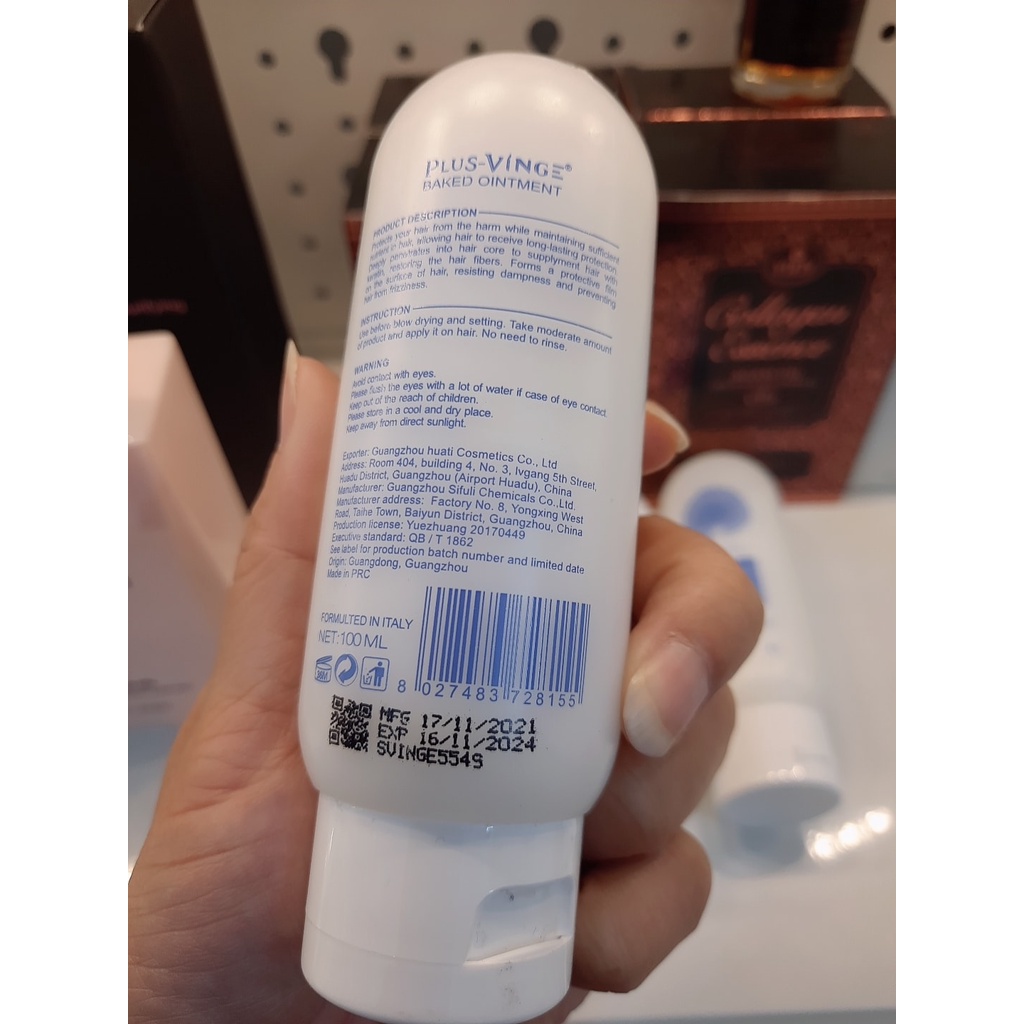 PLUS-VINGE®
BAKED OINTMENT
PRODUCT DESCRIPTION
Protects your hair from the harm while maintaining sufficient
nutrient in hair, allowing hair to receive long-lasting protection.
Deeply penetrates into hair core to supplyment hair with
keratin, restoring the hair fibers. Forms a protective film
on the surface of hair, resisting dampness and preventing
hair from frizziness.
INSTRUCTION
Use before blow drying and setting. Take moderate amount
of product and apply it on hair. No need to rinse.
WARNING
Avoid contact with eyes.
Please flush the eyes with a lot of water if case of eye contact.
Keep out of the reach of children.
Please store in a cool and dry place.
Keep away from direct sunlight.
Exporter: Guangzhou huati Cosmetics Co., Ltd
Address: Room 404, building 4, No. 3, lvgang 5th Street,
Huadu District, Guangzhou (Airport Huadu), China
Manufacturer: Guangzhou Sifuli Chemicals Co.,Ltd.
Manufacturer address: Factory No. 8, Yongxing West
Road, Taihe Town, Baiyun District, Guangzhou, China
Production license: Yuezhuang 20170449
Executive standard: QB / T 1862
See label for production batch number and limited date
Origin: Guangdong, Guangzhou
Made in PRC
FORMULTED IN ITALY
NET:100 ML
36M
8 027483 728155
MFG 17/11/2021
EXP 16/11/2024
SVINGE5549
Collagen